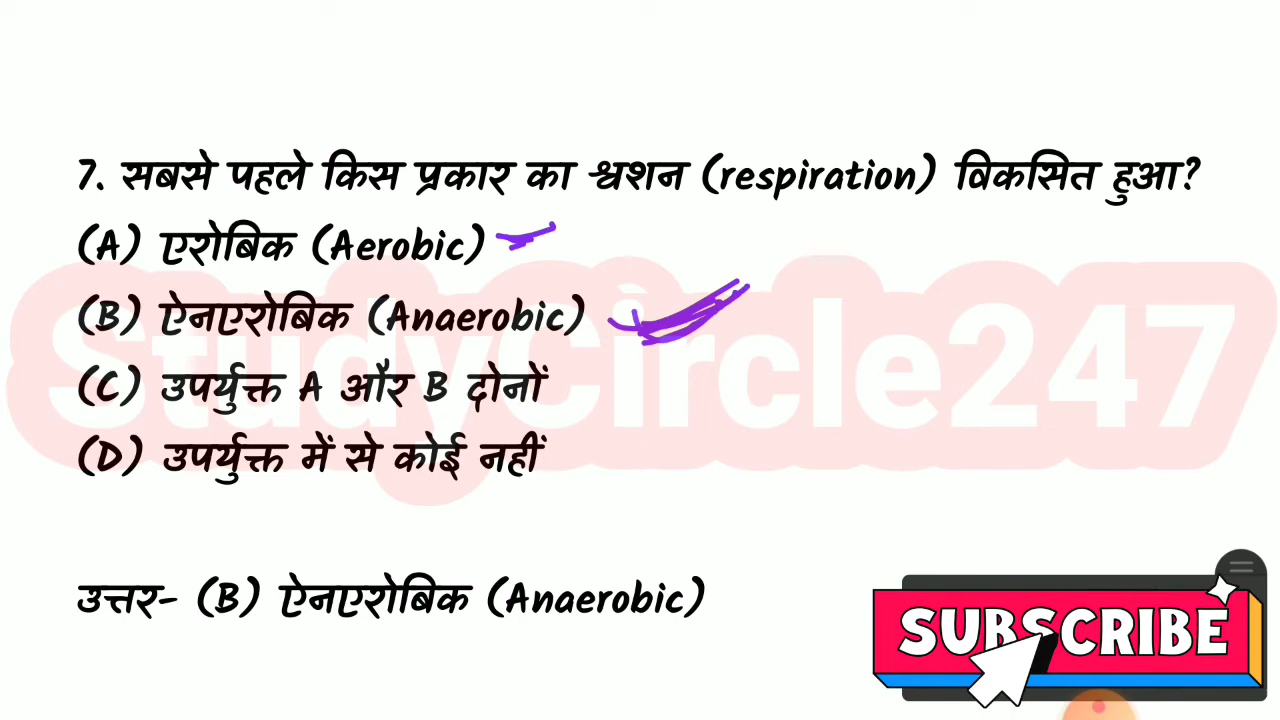 7. सबसे पहले किस प्रकार का श्वशन (respiration) विकसित हुआ?
(A) एरोबिक (Aerobic)
(B) ऐनएरोबिक (Anaerobic)
(C) उपर्युक्त A और B दोनों
(D) उपर्युक्त में से कोई नहीं
StudyCircle247
उत्तर- (B) ऐनएरोबिक (Anaerobic)
SUBSCRIBE